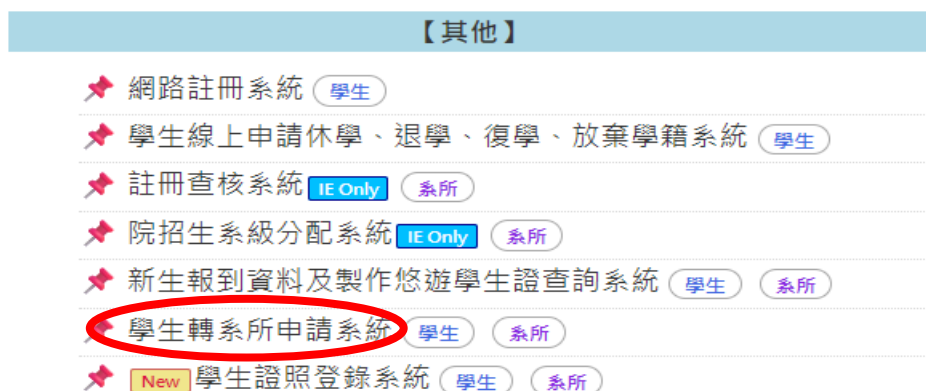 【其他】
網路註冊系統 學生
學生線上申請休學、退學、復學、放棄學籍系統 學生
註冊查核系統 IE Only 系所
院招生系級分配系統 IE Only 系所
新生報到資料及製作悠遊學生證查詢系統 學生 系所
學生轉系所申請系統 學生 系所
New 學生證照登錄系統 學生 系所